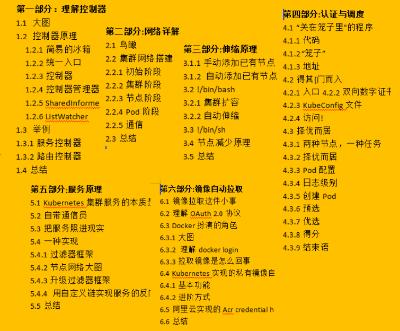 第一部分：理解控制器
1.1 大图
1.2 控制器原理
1.2.1 简易的冰箱
1.2.2 统一入口
1.2.3 控制器
1.2.4 控制器管理器
1.2.5 SharedInforme
1.2.6 ListWatcher
1.3 举例
1.3.1 服务控制器
1.3.2 路由控制器
1.4 总结
第二部分:网络详解
2.1 鸟瞰
2.2 集群网络搭建
2.2.1 初始阶段
2.2.2 集群阶段
2.2.3 节点阶段
2.2.4 Pod 阶段
2.2.5 通信
2.3 总结
第三部分:伸缩原理
3.1.1 手动添加已有节点
3.1.2 自动添加已有节点
3.2 !/bin/bash
3.2.1 集群扩容
3.2.2 自动伸缩
3.3 !/bin/sh
3.4 节点减少原理
3.5 总结
第四部分:认证与调度
4.1 “关在笼子里”的程序
4.1.1 代码
4.1.2“笼子”
4.1.3 地址
4.2 得其门而入
4.2.1 入口 4.2.2 双向数字证书
4.2.3 KubeConfig 文件
4.2.4 访问!
4.3 择优而居
4.3.1 两种节点，一种任务
4.3.2 择优而居
4.3.3 Pod 配置
4.3.4 日志级别
4.3.5 创建 Pod
4.3.6 预选
4.3.7 优选
4.3.8 得分
4.3.9 结束语
第五部分:服务原理
5.1 Kubernetes 集群服务的本质是
5.2 自带通信员
5.3 把服务照进现实
5.4 一种实现
5.4.1 过滤器框架
5.4.2 节点网络大图
5.4.3 升级过滤器框架
5.4.4 用自定义链实现服务的反向
5.5 总结
第六部分:镜像自动拉取
6.1 镜像拉取这件小事
6.2 理解 OAuth 2.0 协议
6.3 Docker 扮演的角色
6.3.1 大图
6.3.2 理解 docker login
6.3.3 拉取镜像是怎么回事
6.4 Kubernetes 实现的私有镜像自
6.4.1 基本功能
6.4.2 进阶方式
6.5 阿里云实现的 Acr credential h
6.6 总结